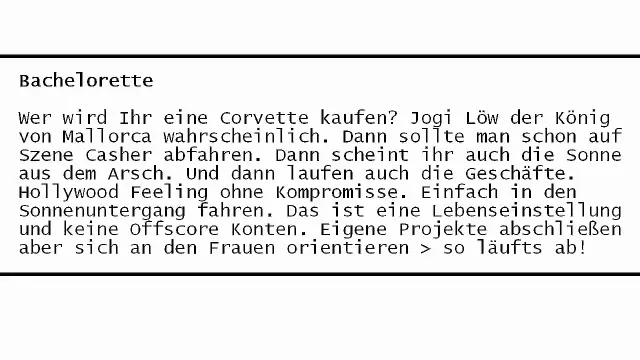 Bachelorette
Wer wird Ihr eine Corvette kaufen? Jogi Löw der König
von Mallorca wahrscheinlich. Dann sollte man schon auf
Szene Casher abfahren. Dann scheint ihr auch die Sonne
aus dem Arsch. Und dann laufen auch die Geschäfte.
Hollywood Feeling ohne Kompromisse. Einfach in den
Sonnenuntergang fahren. Das ist eine Lebenseinstellung
und keine Offscore Konten. Eigene Projekte abschließen
aber sich an den Frauen orientieren > so läufts ab!